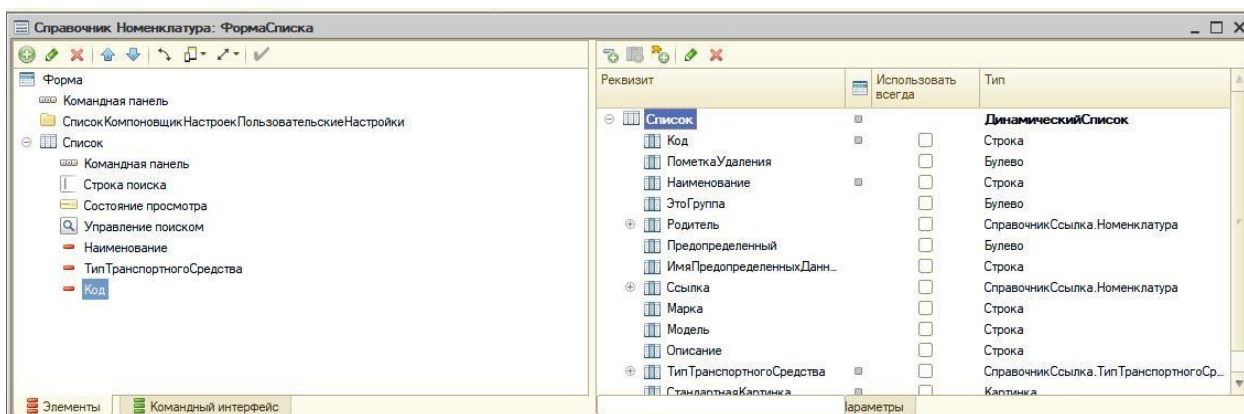 Справочник Номенклатура: ФормаСписка
Форма
Командная панель
СписокКомпоновщикНастроекПользовательскиеНастройки
Список
Командная панель
Строка поиска
Состояние просмотра
Управление поиском
Наименование
ТипТранспортногоСредства
Код
Элементы
Командный интерфейс
Реквизит Использовать всегда Тип
Список ДинамическийСписок
Код Строка
ПометкаУдаления Булево
Наименование Строка
ЭтоГруппа Булево
Родитель СправочникСсылка.Номенклатура
Предопределенный Булево
ИмяПредопределенныхДанн... Строка
Ссылка СправочникСсылка.Номенклатура
Марка Строка
Модель Строка
Описание Строка
ТипТранспортногоСредства СправочникСсылка.ТипТранспортногоСр...
СтандартнаяКартинка Картинка
Параметры